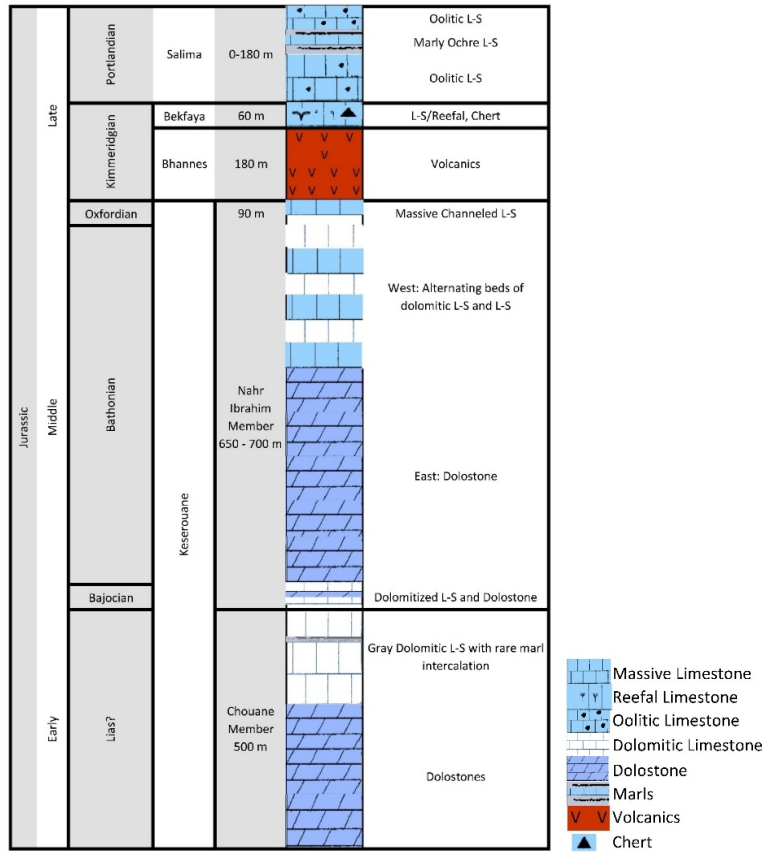 Jurassic
Late
Middle
Early
Portlandian
Kimmeridgian
Oxfordian
Bathonian
Bajocian
Lias?
Salima
Bekfaya
Bhannes
Keserouane
0-180 m
60 m
180 m
90 m
Nahr
Ibrahim
Member
650 - 700 m
Chouane
Member
500 m
Oolitic L-S
Marly Ochre L-S
Oolitic L-S
L-S/Reefal, Chert
Volcanics
Massive Channeled L-S
West: Alternating beds of
dolomitic L-S and L-S
East: Dolostone
Dolomitized L-S and Dolostone
Gray Dolomitic L-S with rare marl
intercalation
Dolostones
Massive Limestone
Reefal Limestone
Oolitic Limestone
Dolomitic Limestone
Dolostone
Marls
Volcanics
Chert